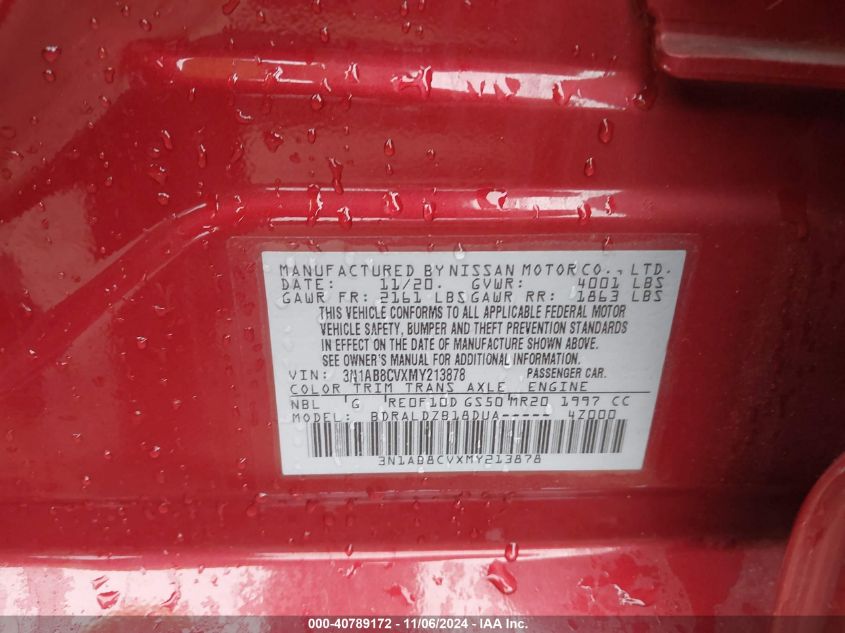 MANUFACTURED BY NISSAN MOTOR CO., LTD.
DATE: 11/20. GVWR: 4001 LBS
GAWR FR: 2161 LBS GAWR RR: 1863 LBS
THIS VEHICLE CONFORMS TO ALL APPLICABLE FEDERAL MOTOR
VEHICLE SAFETY, BUMPER AND THEFT PREVENTION STANDARDS
IN EFFECT ON THE DATE OF MANUFACTURE SHOWN ABOVE.
SEE OWNER'S MANUAL FOR ADDITIONAL INFORMATION.
VIN: 3N1AB8CVXMY213878 PASSENGER CAR.
COLOR TRIM TRANS AXLE ENGINE
NBL G RE0F10D GS50 MR20 1997 CC
MODEL: BDRALDZB18DUA----- 4Z000
3N1AB8CVXMY213878
000-40789172 - 11/06/2024 - IAA Inc.